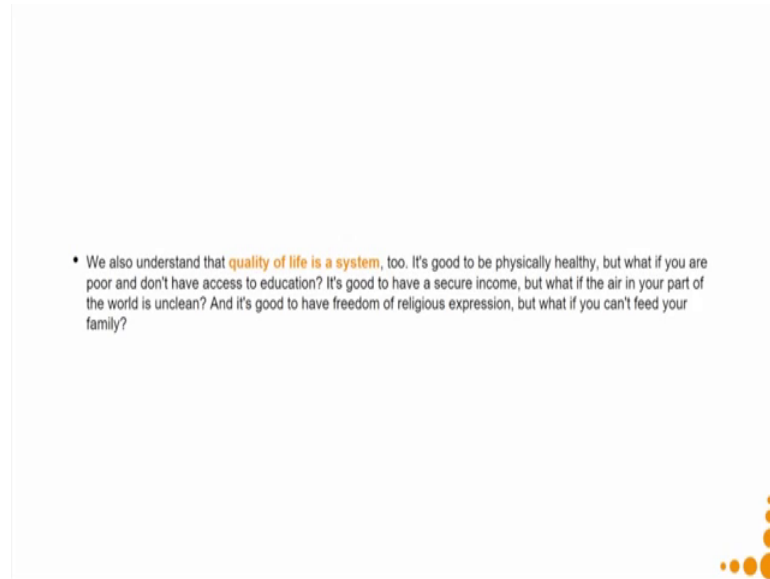 • We also understand that quality of life is a system, too. It's good to be physically healthy, but what if you are
poor and don't have access to education? It's good to have a secure income, but what if the air in your part of
the world is unclean? And it's good to have freedom of religious expression, but what if you can't feed your
family?